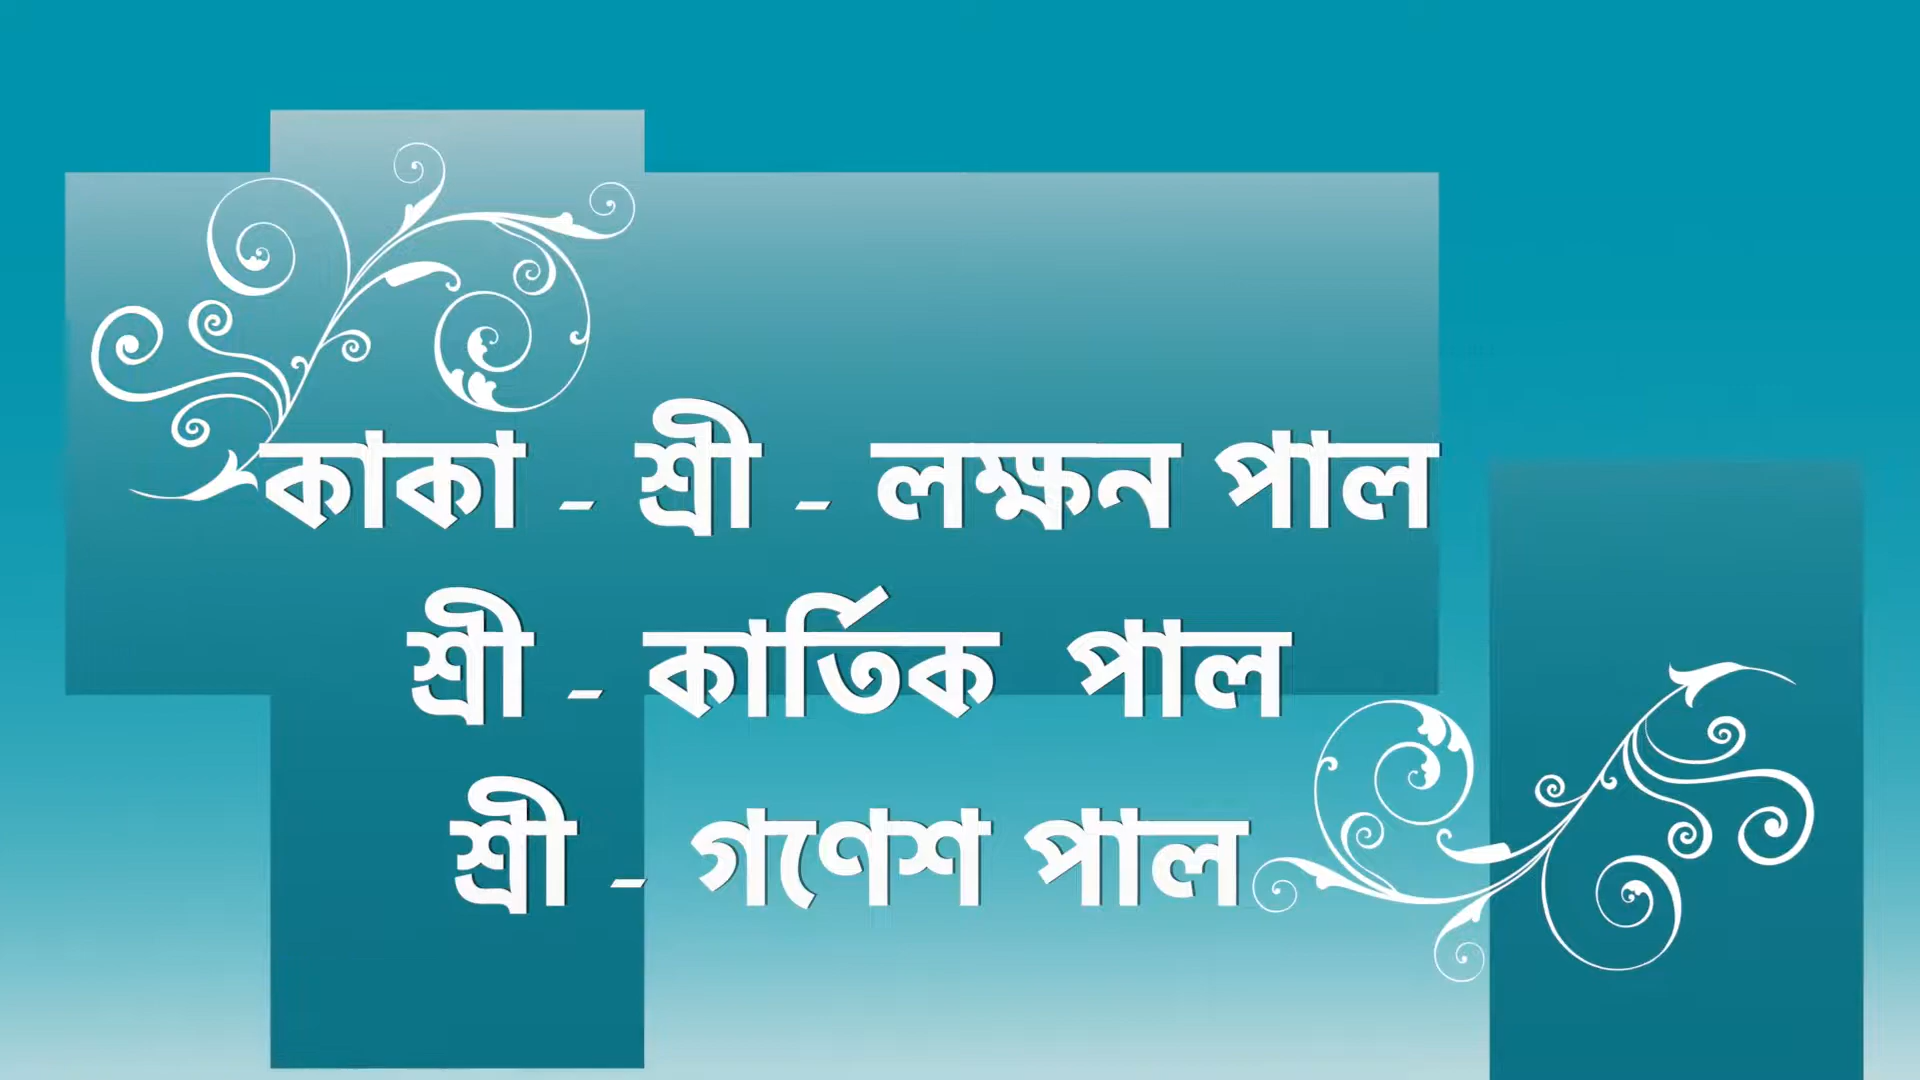 কাকা - শ্রী - লক্ষন পাল
শ্রী - কার্তিক পাল
শ্রী - গণেশ পাল